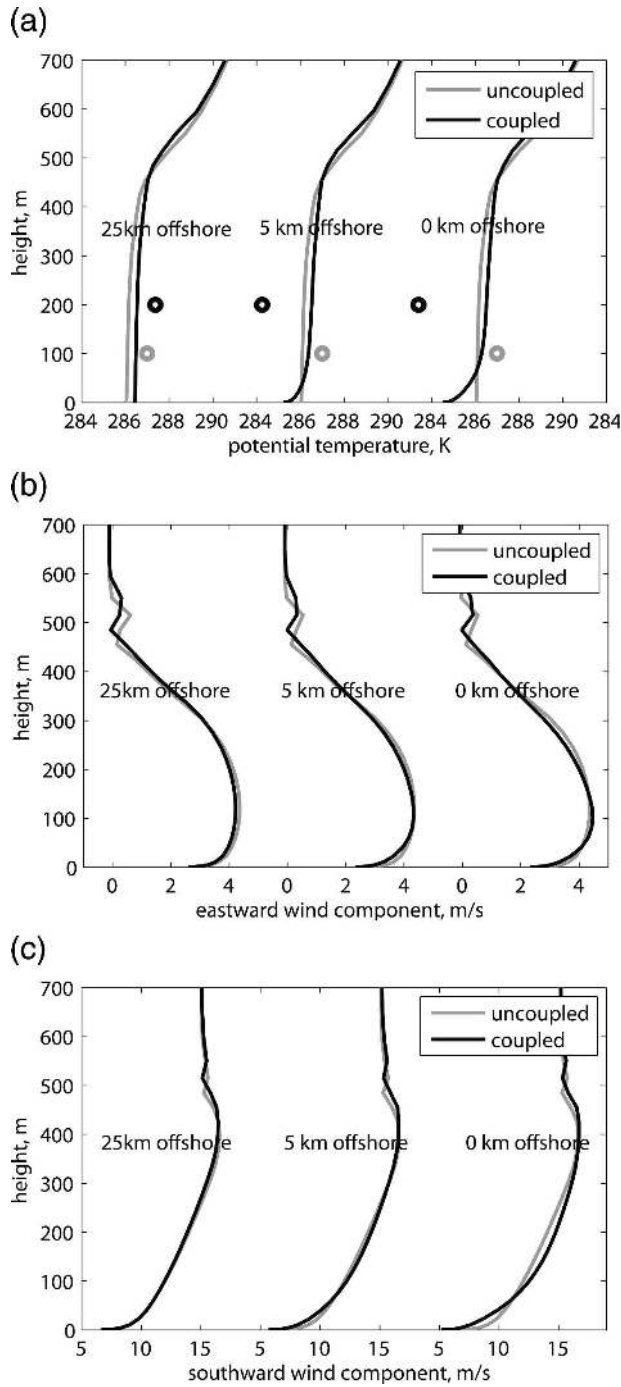 (a)
700
600
500
400
300
200
100
0
height, m
uncoupled
coupled
25km offshore
5 km offshore
0 km offshore
284 286 288 290 284 286 288 290 284 286 288 290 284
potential temperature, K
(b)
700
600
500
400
300
200
100
0
height, m
uncoupled
coupled
25km offshore
5 km offshore
0 km offshore
0 2 4 0 2 4 0 2 4
eastward wind component, m/s
(c)
700
600
500
400
300
200
100
0
height, m
uncoupled
coupled
25km offshore
5 km offshore
0 km offshore
5 10 15 5 10 15 5 10 15
southward wind component, m/s